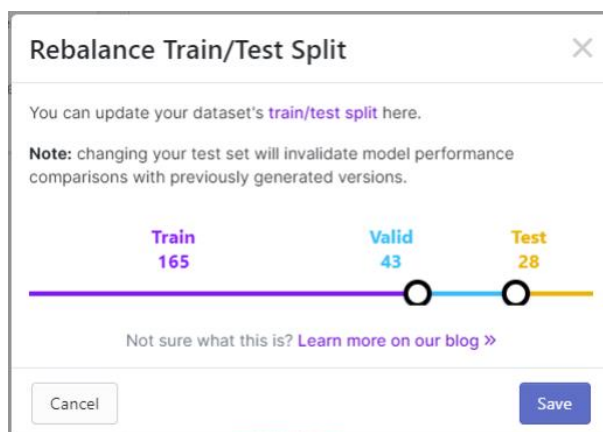 Rebalance Train/Test Split
You can update your dataset's train/test split here.
Note: changing your test set will invalidate model performance
comparisons with previously generated versions.
Train Valid Test
165 43 28
Not sure what this is? Learn more on our blog »
Cancel Save